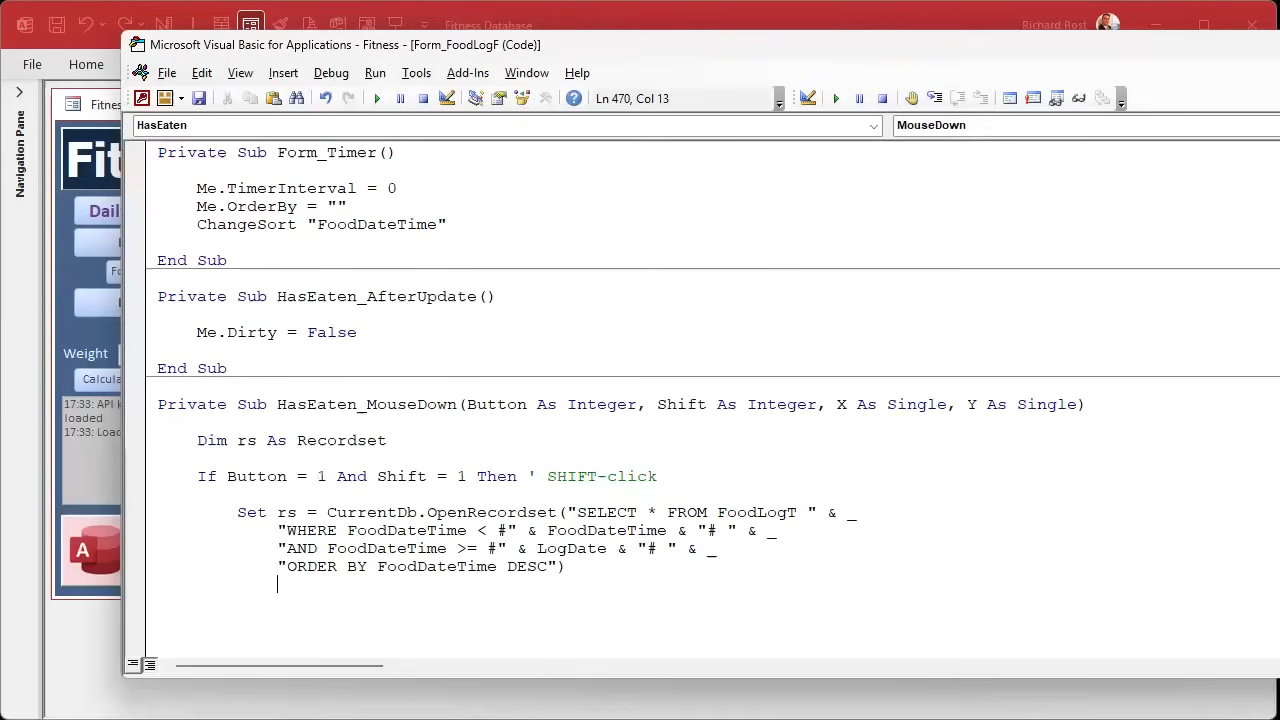 Fitness Database
Richard Rost
Microsoft Visual Basic for Applications - Fitness - [Form_FoodLogF (Code)]
File
Home
File Edit View Insert Debug Run Tools Add-Ins Window Help
Ln 470, Col 13
HasEaten
MouseDown
Navigation Pane
Fitnes
Fit
Dail
Fo
Weight
Calcula
17:33: API K
loaded
17:33: Load
A
Private Sub Form_Timer()
Me.TimerInterval = 0
Me.OrderBy = ""
ChangeSort "FoodDateTime"
End Sub
Private Sub HasEaten_AfterUpdate()
Me.Dirty = False
End Sub
Private Sub HasEaten_MouseDown(Button As Integer, Shift As Integer, X As Single, Y As Single)
Dim rs As Recordset
If Button = 1 And Shift = 1 Then ' SHIFT-click
Set rs = CurrentDb.OpenRecordset("SELECT * FROM FoodLogT " & _
"WHERE FoodDateTime < #" & FoodDateTime & "# " & _
"AND FoodDateTime >= #" & LogDate & "# " & _
"ORDER BY FoodDateTime DESC")